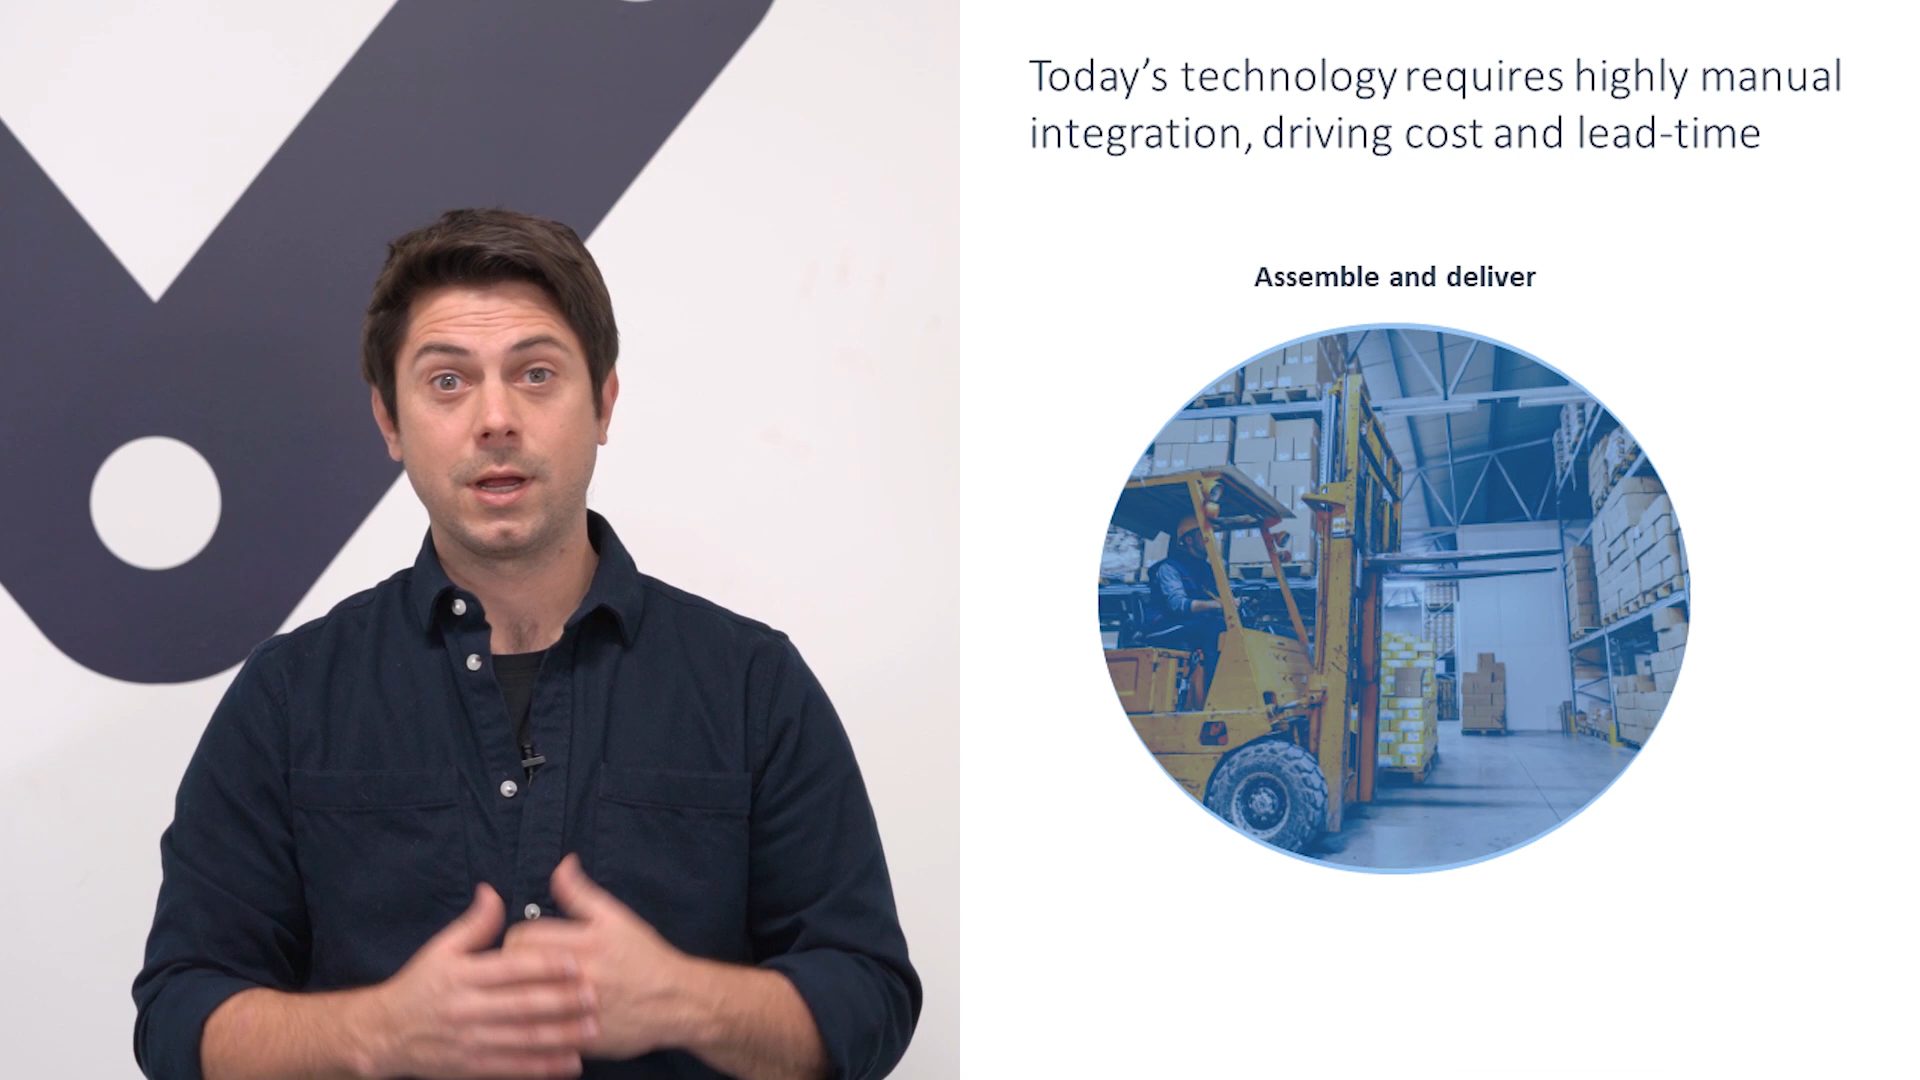 Today’s technology requires highly manual
integration, driving cost and lead-time
Assemble and deliver